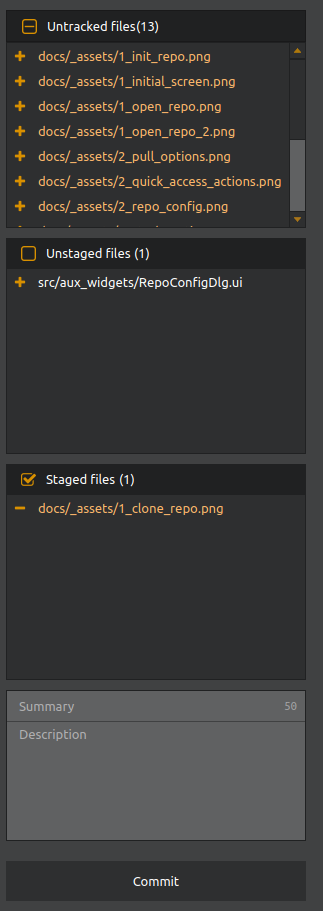 Untracked files(13)
docs/_assets/1_init_repo.png
docs/_assets/1_initial_screen.png
docs/_assets/1_open_repo.png
docs/_assets/1_open_repo_2.png
docs/_assets/2_pull_options.png
docs/_assets/2_quick_access_actions.png
docs/_assets/2_repo_config.png
Unstaged files (1)
src/aux_widgets/RepoConfigDlg.ui
Staged files (1)
docs/_assets/1_clone_repo.png
Summary 50
Description
Commit